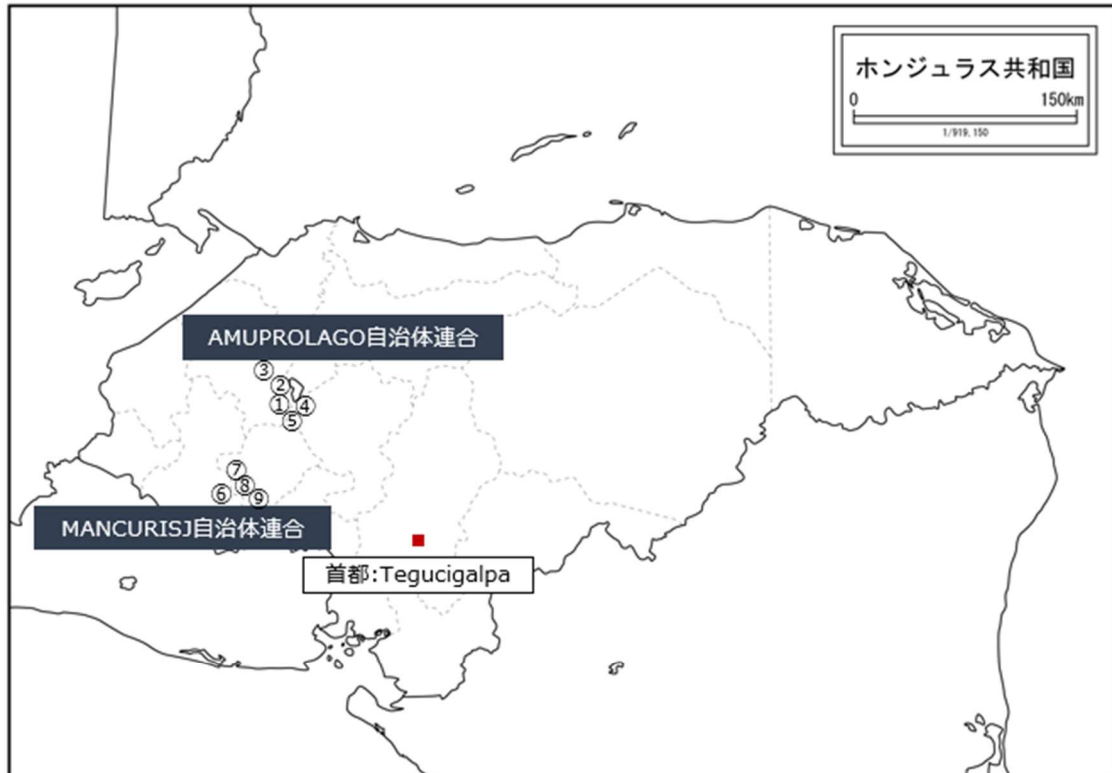 ホンジュラス共和国
0 150km
1/919,150
AMUPROLAGO自治体連合
③
②
① ④
⑤
⑦
⑧
⑥ ⑨
MANCURISJ自治体連合
首都:Tegucigalpa